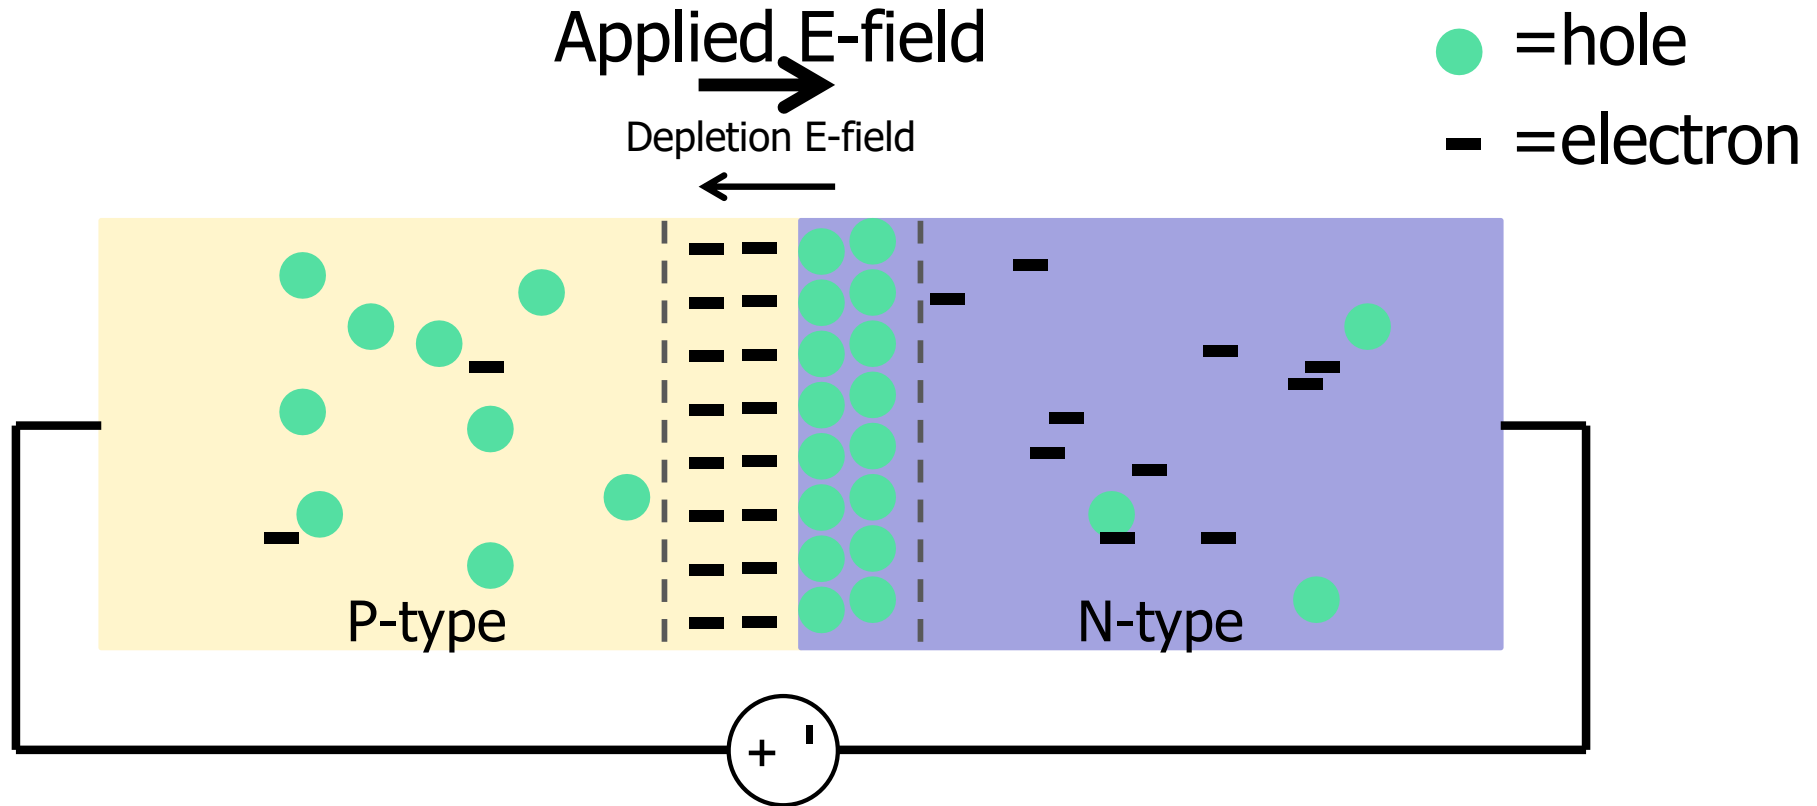 Applied E-field
Depletion E-field
=hole
=electron
P-type
N-type
+ -